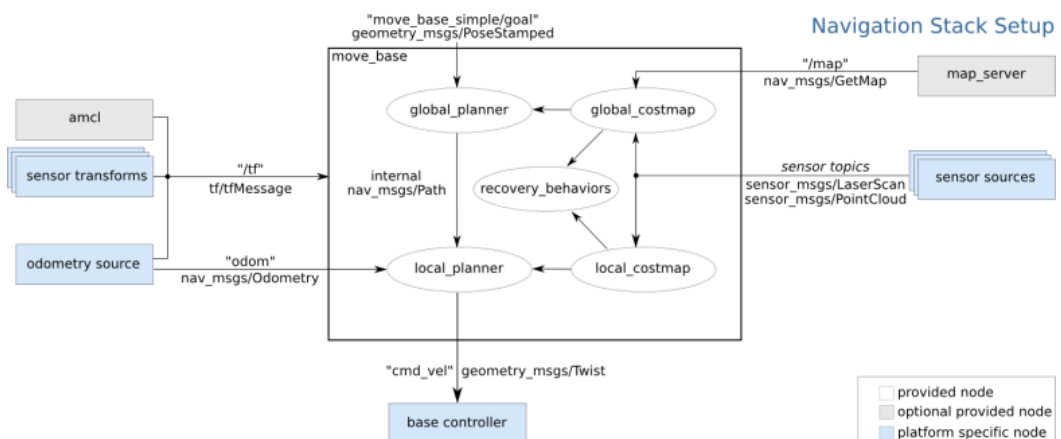 Navigation Stack Setup
"move_base_simple/goal"
geometry_msgs/PoseStamped
move_base
"/map"
nav_msgs/GetMap
map_server
global_planner
global_costmap
amcl
sensor transforms
"/tf"
tf/tfMessage
internal
nav_msgs/Path
recovery_behaviors
sensor topics
sensor_msgs/LaserScan
sensor_msgs/PointCloud
sensor sources
odometry source
"odom"
nav_msgs/Odometry
local_planner
local_costmap
"cmd_vel"
geometry_msgs/Twist
base controller
provided node
optional provided node
platform specific node